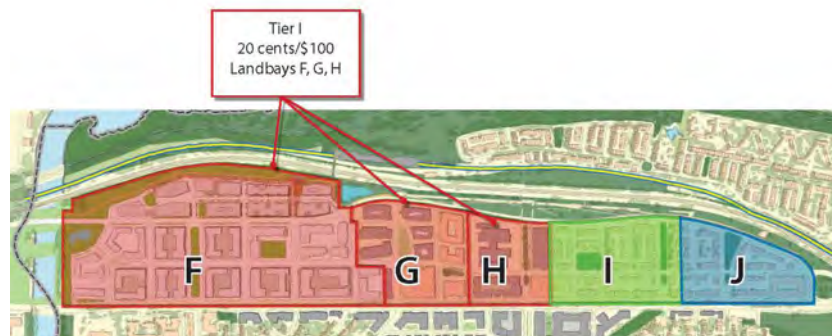 Tier I
20 cents/$100
Landbays F, G, H
F
G
H
I
J